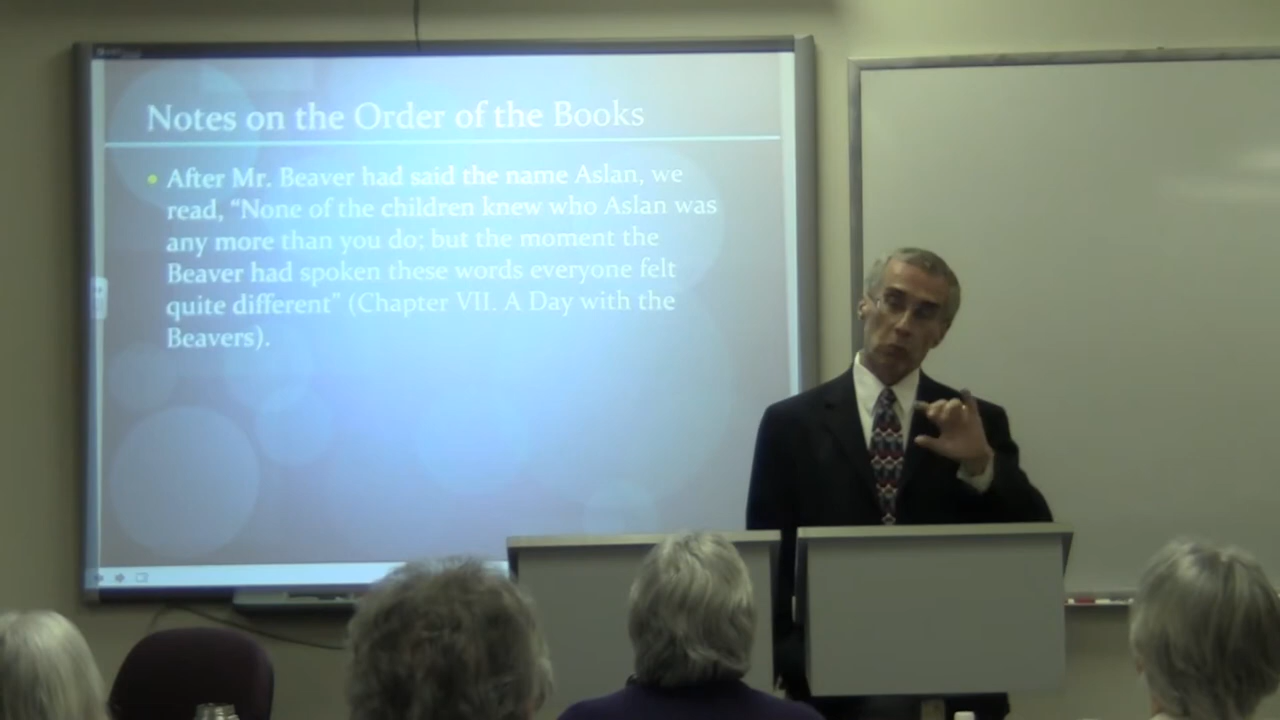 Notes on the Order of the Books
• After Mr. Beaver had said the name Aslan, we
read, “None of the children knew who Aslan was
any more than you do; but the moment the
Beaver had spoken these words everyone felt
quite different” (Chapter VII. A Day with the
Beavers).